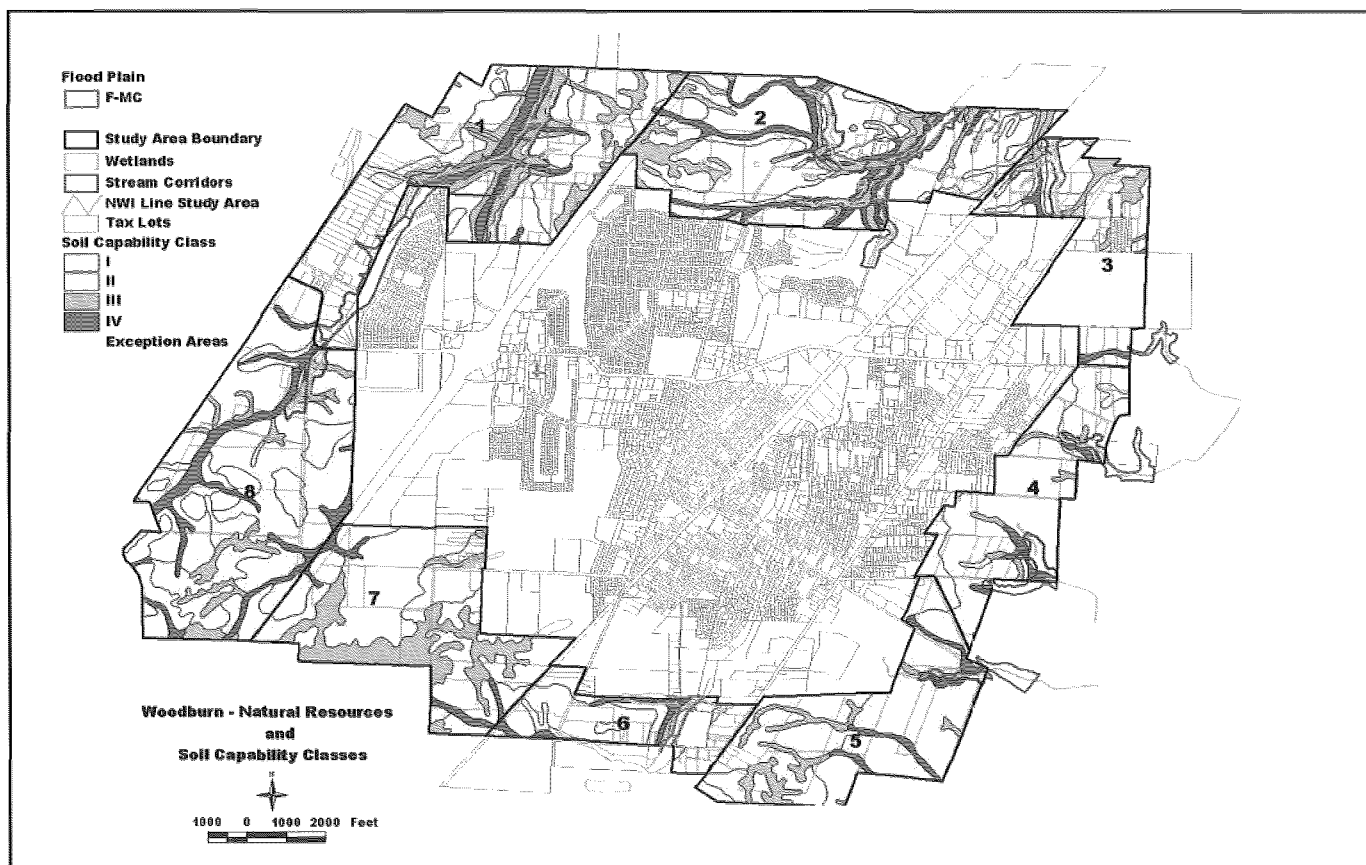 Flood Plain
F-MC
Study Area Boundary
Wetlands
Stream Corridors
NWI Line Study Area
Tax Lots
Soil Capability Class
I
II
III
IV
Exception Areas
1
2
3
4
5
6
7
8
Woodburn - Natural Resources
and
Soil Capability Classes
N
1000 0 1000 2000 Feet